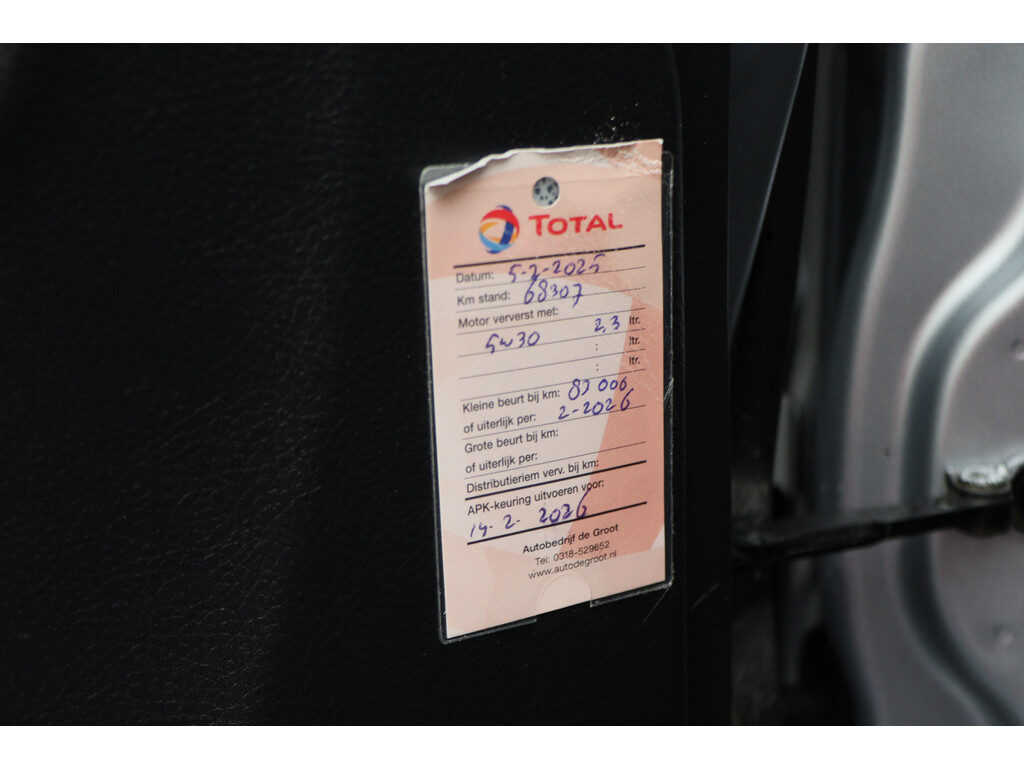 TOTAL
Datum: 5-2-2025
Km stand: 68307
Motor ververst met:
5w30 2,3 ltr.
: ltr.
: ltr.
Kleine beurt bij km: 83000
of uiterlijk per: 2-2026
Grote beurt bij km:
of uiterlijk per:
Distributieriem verv. bij km:
APK-keuring uitvoeren voor:
14-2-2026
Autobedrijf de Groot
Tel: 0318-529652
www.autodegroot.nl